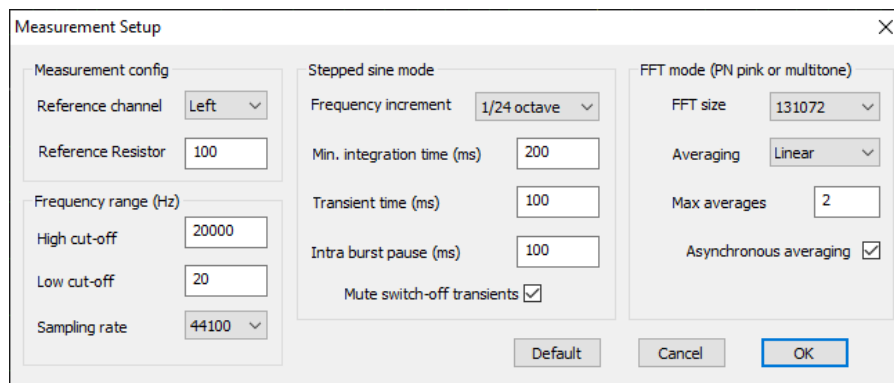 Measurement Setup
Measurement config
Reference channel Left
Reference Resistor 100
Frequency range (Hz)
High cut-off 20000
Low cut-off 20
Sampling rate 44100
Stepped sine mode
Frequency increment 1/24 octave
Min. integration time (ms) 200
Transient time (ms) 100
Intra burst pause (ms) 100
Mute switch-off transients
FFT mode (PN pink or multitone)
FFT size 131072
Averaging Linear
Max averages 2
Asynchronous averaging
Default Cancel OK